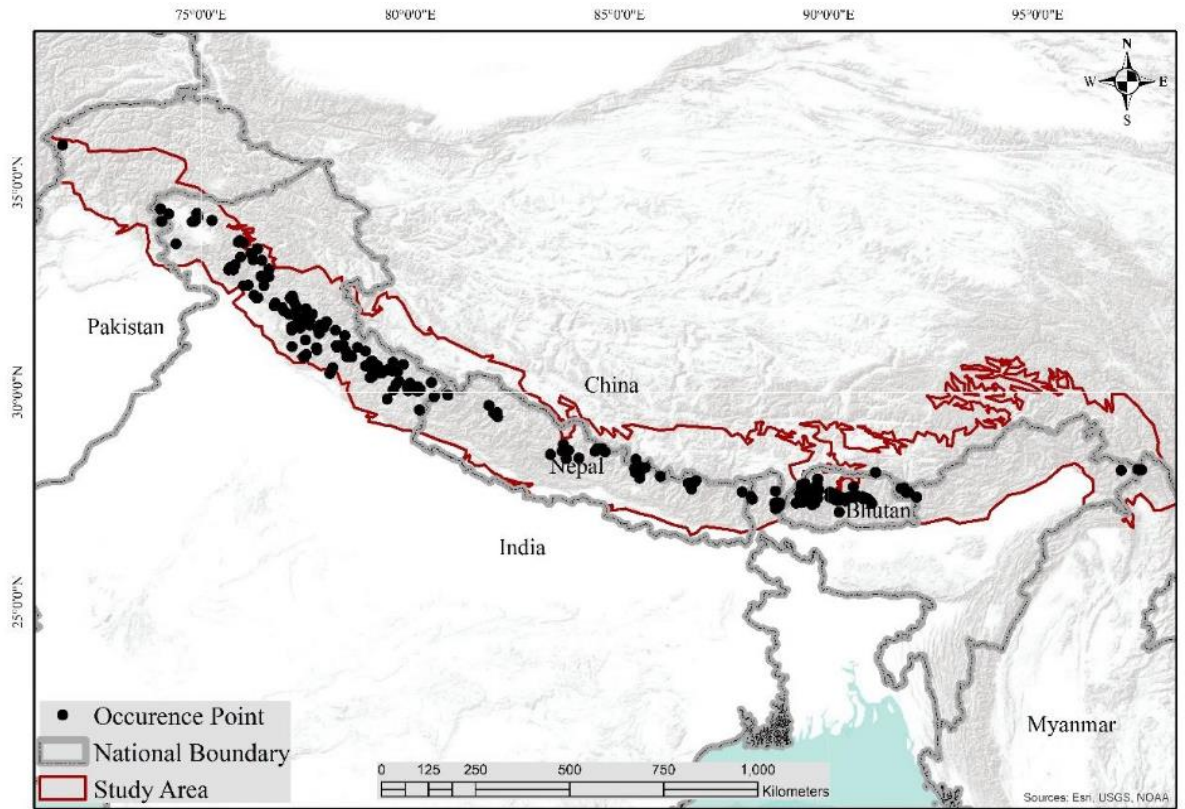 75°0'0"E 80°0'0"E 85°0'0"E 90°0'0"E 95°0'0"E
N
W E
S
35°0'0"N
Pakistan
China
30°0'0"N
Nepal
Bhutan
India
25°0'0"N
Myanmar
Occurence Point
National Boundary
Study Area
0 125 250 500 750 1,000
Kilometers
Sources: Esri, USGS, NOAA